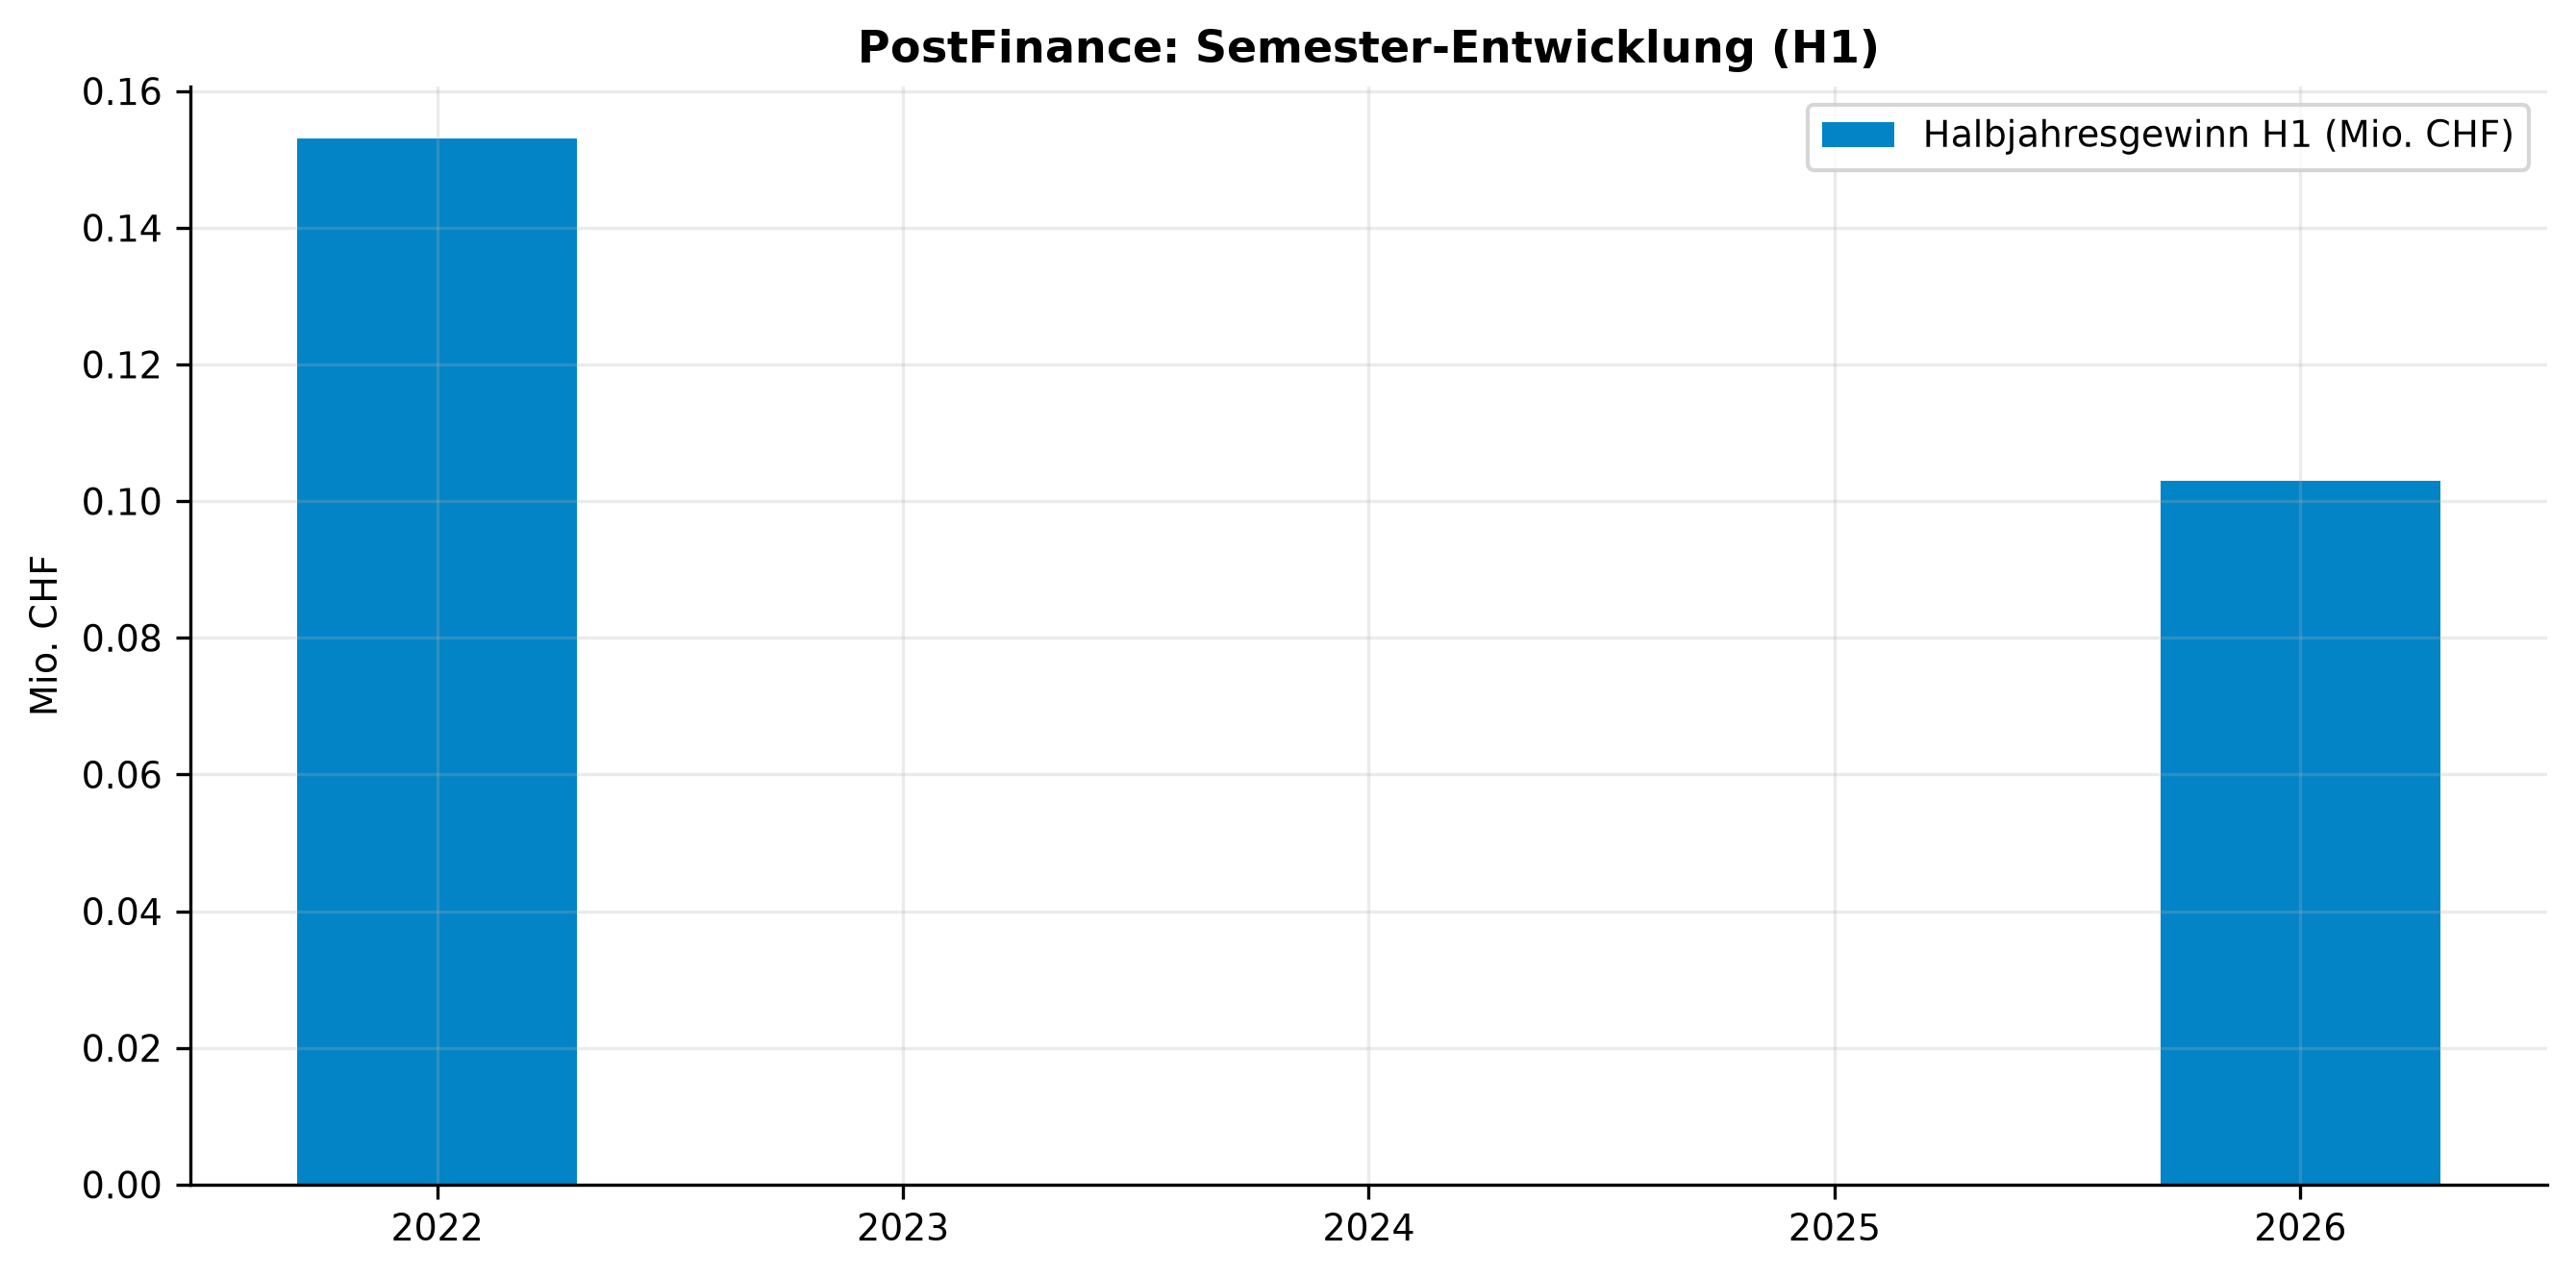 PostFinance: Semester-Entwicklung (H1)
Halbjahresgewinn H1 (Mio. CHF)
Mio. CHF
0.16
0.14
0.12
0.10
0.08
0.06
0.04
0.02
0.00
2022 2023 2024 2025 2026